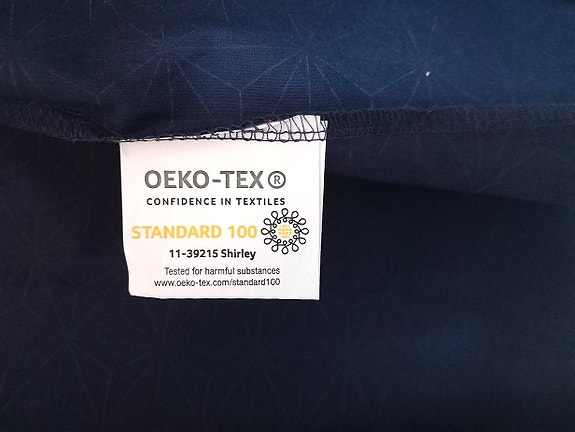 OEKO-TEX®
CONFIDENCE IN TEXTILES
STANDARD 100
11-39215 Shirley
Tested for harmful substances
www.oeko-tex.com/standard100